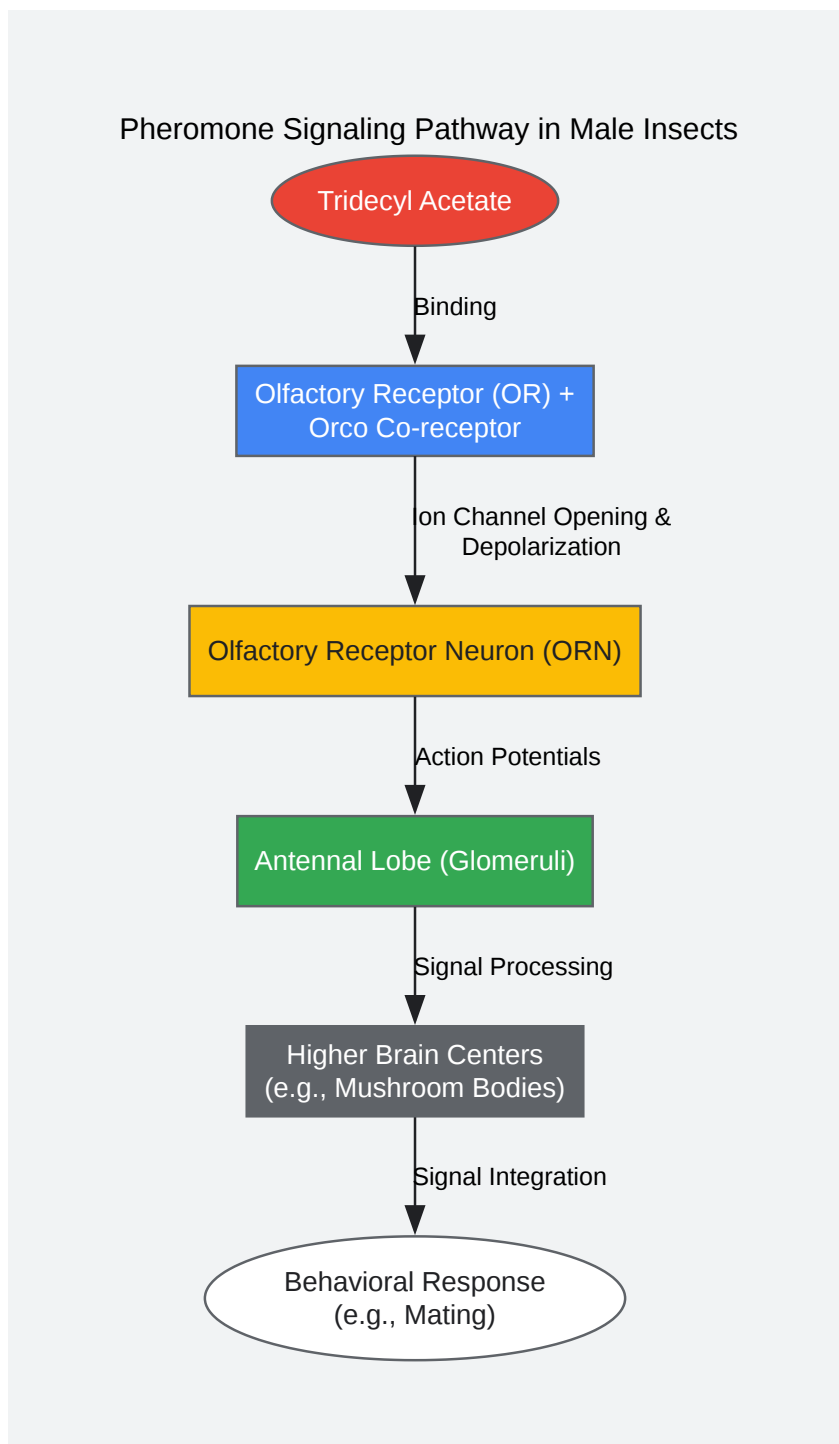 Pheromone Signaling Pathway in Male Insects
Tridecyl Acetate
Binding
Olfactory Receptor (OR) +
Orco Co-receptor
Ion Channel Opening &
Depolarization
Olfactory Receptor Neuron (ORN)
Action Potentials
Antennal Lobe (Glomeruli)
Signal Processing
Higher Brain Centers
(e.g., Mushroom Bodies)
Signal Integration
Behavioral Response
(e.g., Mating)